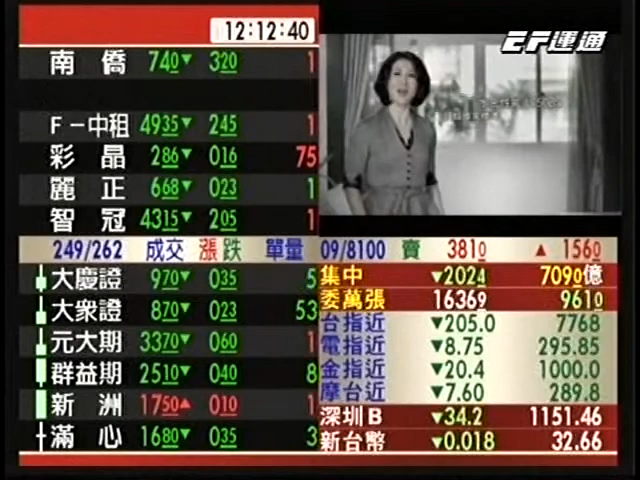 12:12:40
EF運通
南僑 740▼ 320 1
F－中租 4935▼ 245 1
彩晶 286▼ 016 75
麗正 668▼ 023 1
智冠 4315▼ 205 1
249/262 成交 漲跌 單量
09/8100 賣 3810 ▲ 1560
大慶證 970▼ 035 5
大衆證 870▼ 023 53
元大期 3370▼ 060 1
群益期 2510▼ 040 8
新洲 1750▲ 010 1
滿心 1680▼ 035 3
集中 ▼2024 7090億
委萬張 16369 9610
台指近 ▼205.0 7768
電指近 ▼8.75 295.85
金指近 ▼20.4 1000.0
摩台近 ▼7.60 289.8
深圳B ▼34.2 1151.46
新台幣 ▼0.018 32.66